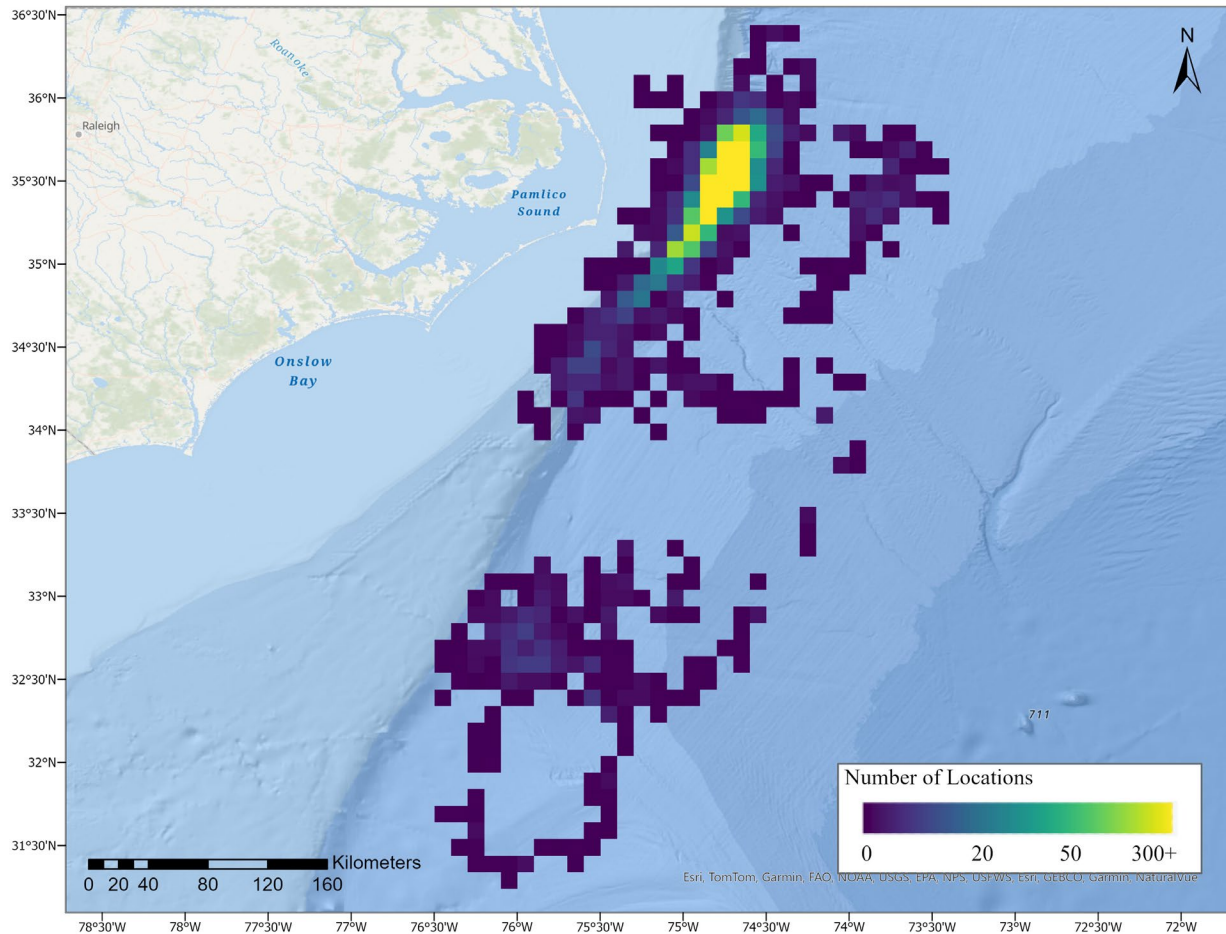 36°30'N
36°N
35°30'N
35°N
34°30'N
34°N
33°30'N
33°N
32°30'N
32°N
31°30'N
Roanoke
Raleigh
Pamlico
Sound
Onslow
Bay
N
711
Number of Locations
0 20 50 300+
Kilometers
0 20 40 80 120 160
Esri, TomTom, Garmin, FAO, NOAA, USGS, EPA, NPS, USFWS, Esri, GEBCO, Garmin, NaturalVue
78°30'W 78°W 77°30'W 77°W 76°30'W 76°W 75°30'W 75°W 74°30'W 74°W 73°30'W 73°W 72°30'W 72°W